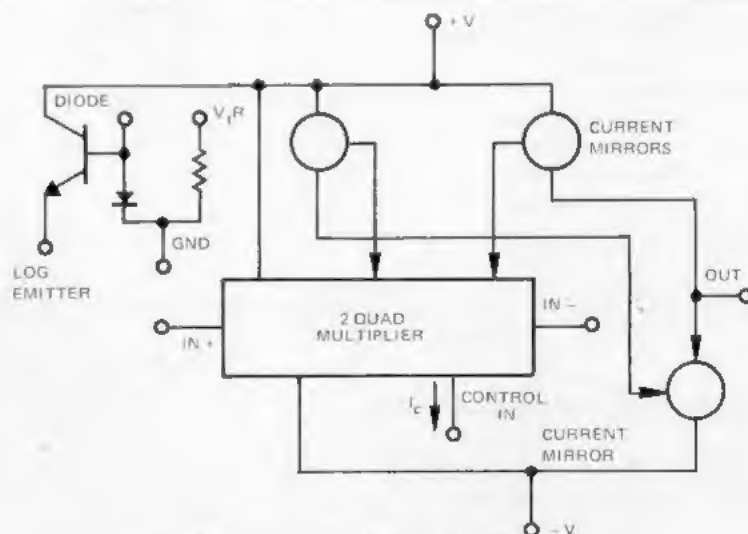 + V
DIODE
VₜR
CURRENT
MIRRORS
GND
LOG
EMITTER
OUT
2 QUAD
MULTIPLIER
IN +
IN –
I꜀
CONTROL
IN
CURRENT
MIRROR
– V